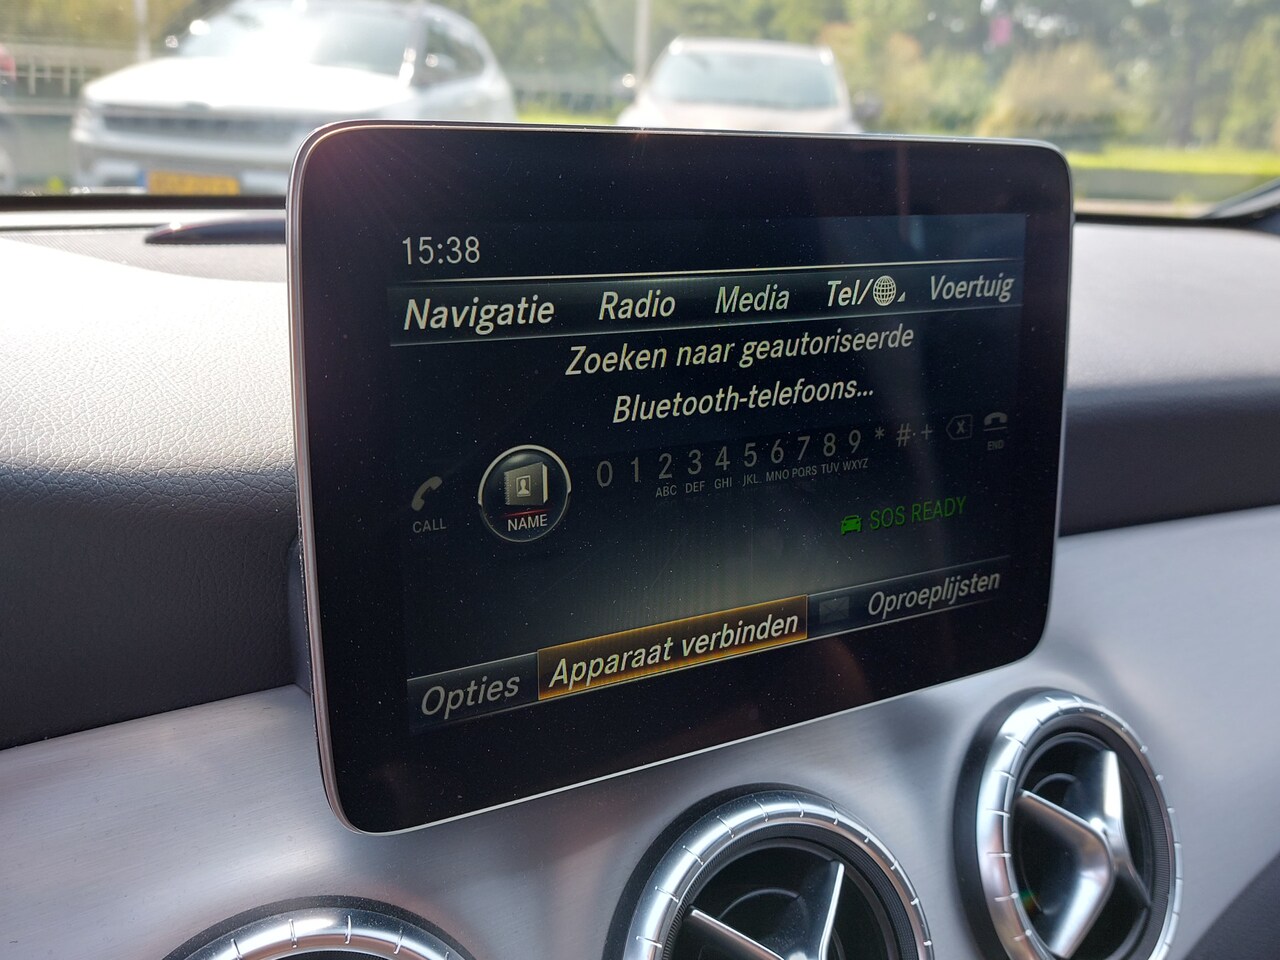 15:38
Navigatie Radio Media Tel/ Voertuig
Zoeken naar geautoriseerde
Bluetooth-telefoons...
CALL
NAME
0 1 2 3 4 5 6 7 8 9 * # + X
ABC DEF GHI JKL MNO PQRS TUV WXYZ
END
SOS READY
Opties Apparaat verbinden Oproeplijsten